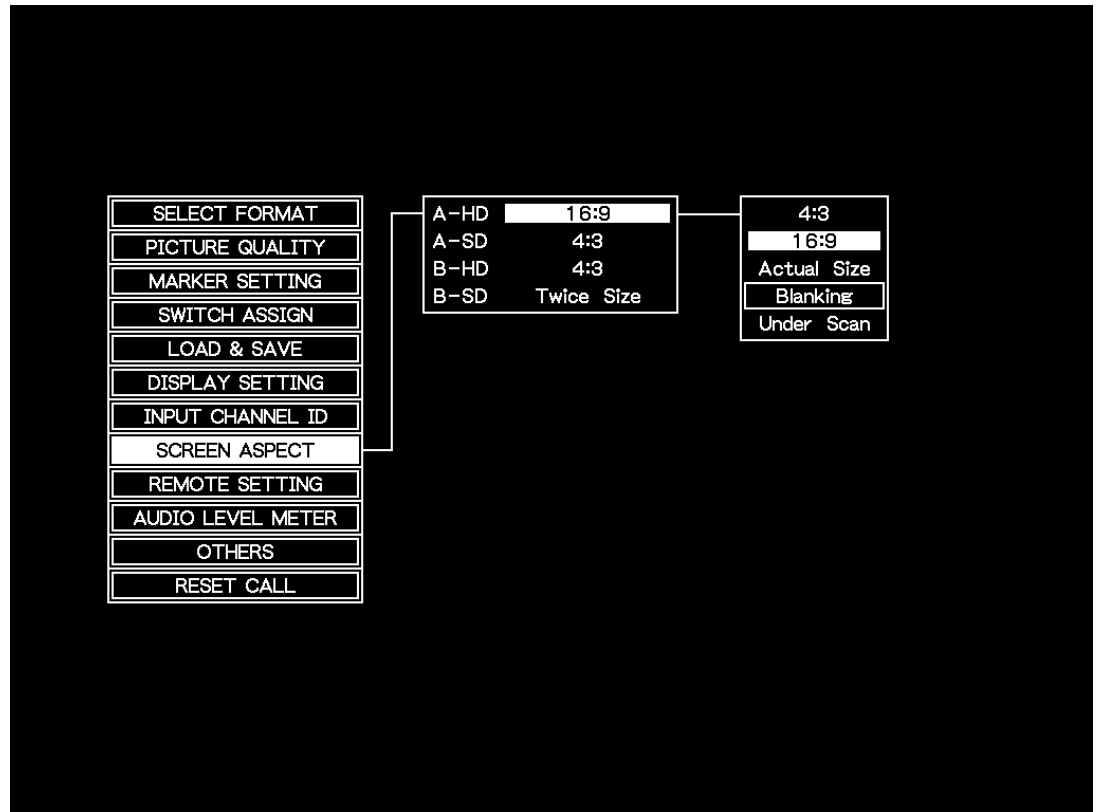 SELECT FORMAT
PICTURE QUALITY
MARKER SETTING
SWITCH ASSIGN
LOAD & SAVE
DISPLAY SETTING
INPUT CHANNEL ID
SCREEN ASPECT
REMOTE SETTING
AUDIO LEVEL METER
OTHERS
RESET CALL
A-HD 16:9
A-SD 4:3
B-HD 4:3
B-SD Twice Size
4:3
16:9
Actual Size
Blanking
Under Scan